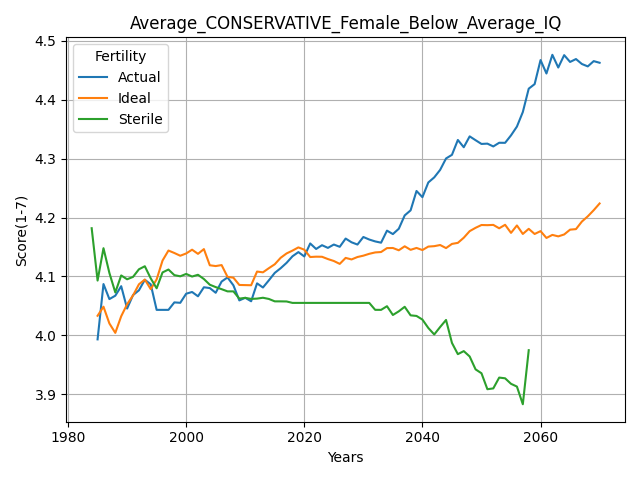 Average_CONSERVATIVE_Female_Below_Average_IQ
Score(1-7)
4.5
4.4
4.3
4.2
4.1
4.0
3.9
Fertility
Actual
Ideal
Sterile
1980 2000 2020 2040 2060
Years